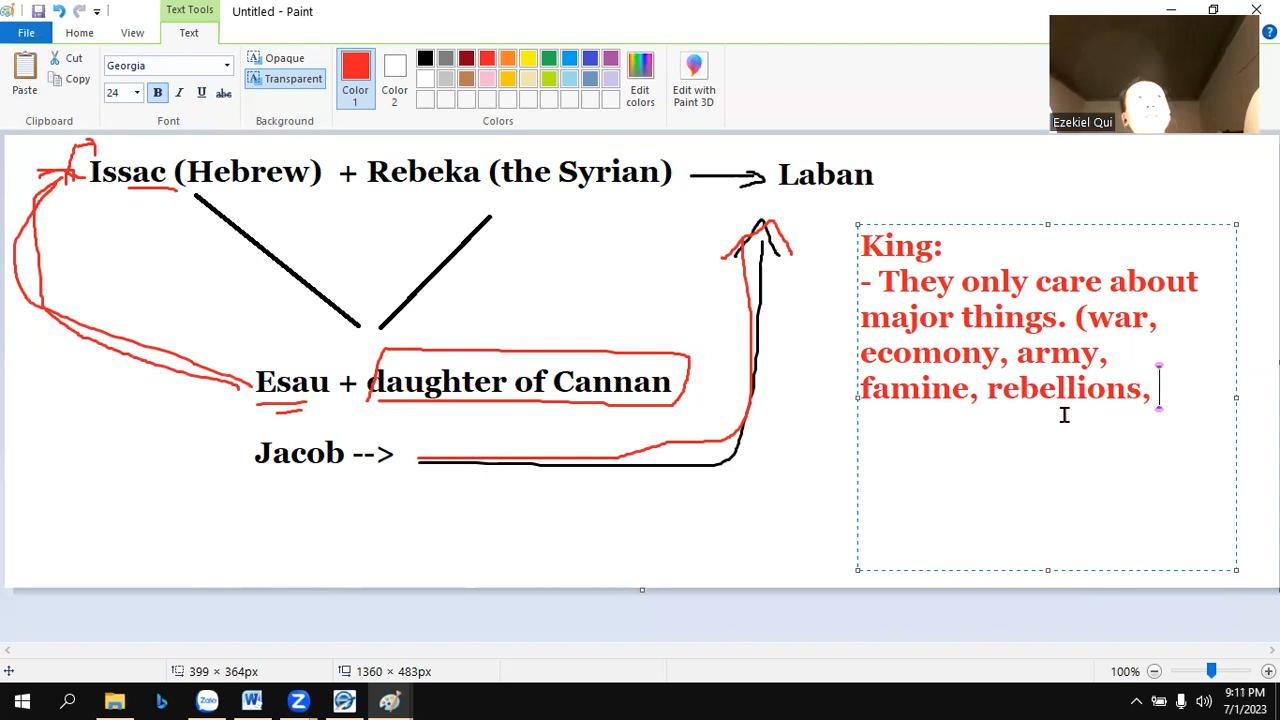 Text Tools
Untitled - Paint
File
Home
View
Text
Paste
Cut
Copy
Clipboard
Georgia
24
B
I
U
abc
Font
Opaque
Transparent
Background
Color
1
Color
2
Colors
Edit
colors
Edit with
Paint 3D
Ezekiel Qui
Issac (Hebrew) + Rebeka (the Syrian)
Laban
King:
- They only care about
major things. (war,
ecomony, army,
famine, rebellions,
Esau + daughter of Cannan
Jacob -->
399 × 364px
1360 × 483px
100%
Zalo
W
9:11 PM
7/1/2023